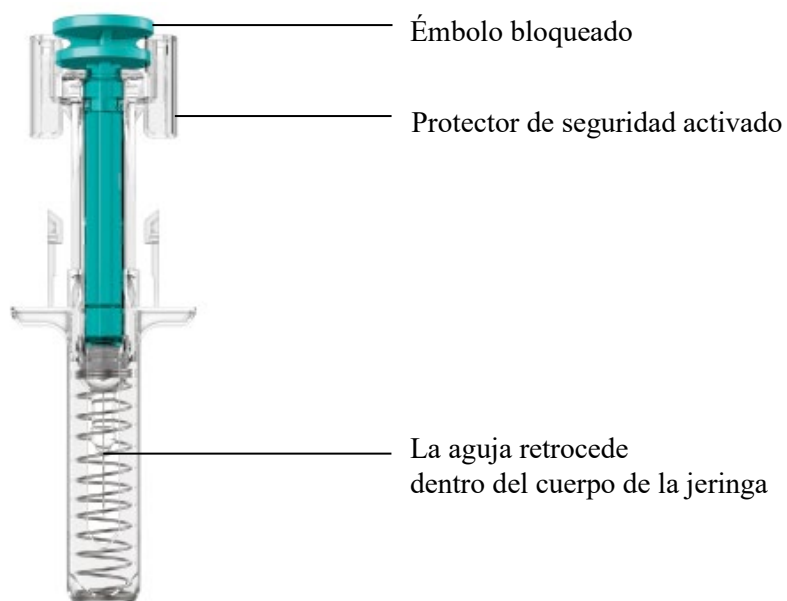 Émbolo bloqueado
Protector de seguridad activado
La aguja retrocede
dentro del cuerpo de la jeringa